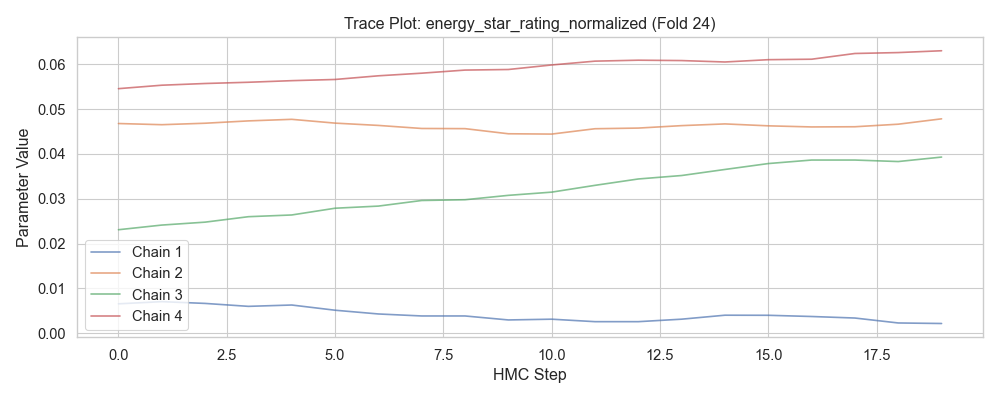 Trace Plot: energy_star_rating_normalized (Fold 24)
Parameter Value
0.06
0.05
0.04
0.03
0.02
0.01
0.00
Chain 1
Chain 2
Chain 3
Chain 4
0.0 2.5 5.0 7.5 10.0 12.5 15.0 17.5
HMC Step